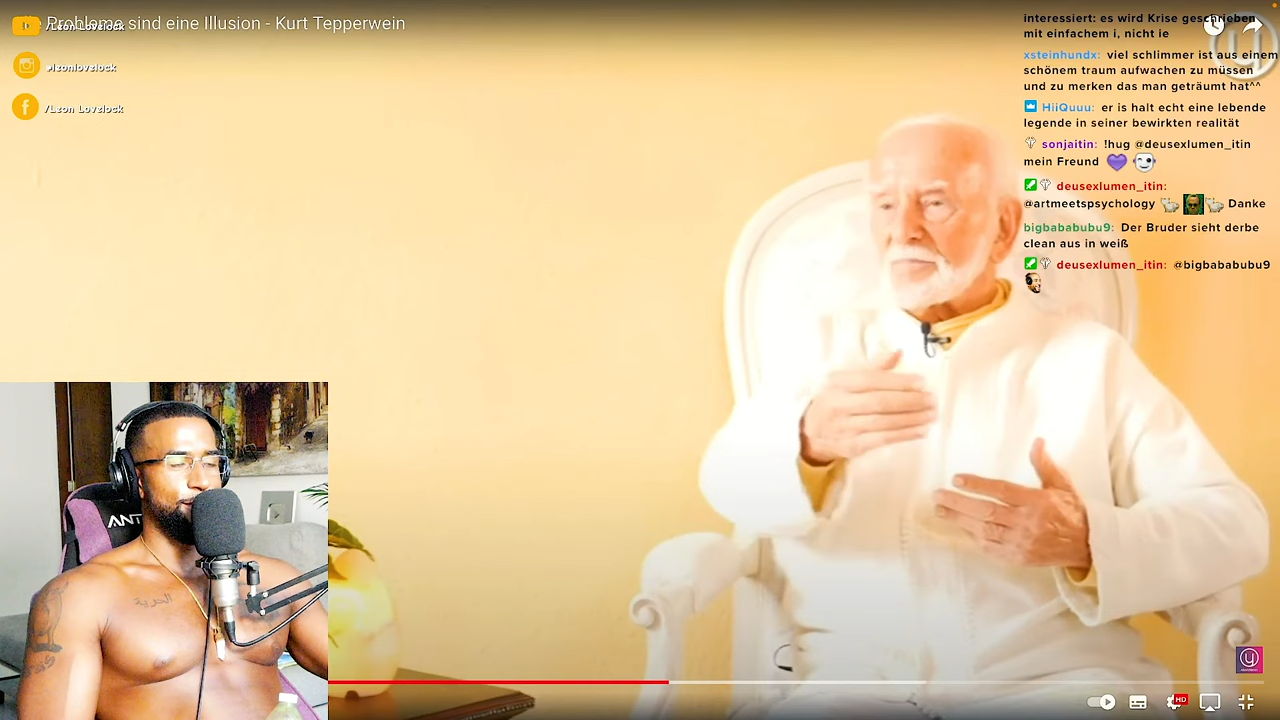 Probleme sind eine Illusion - Kurt Tepperwein
/Leon Lovelock
/Leon Lovelock
interessiert: es wird Krise geschrieben
mit einfachem i, nicht ie
xsteinhundx: viel schlimmer ist aus einem
schönem traum aufwachen zu müssen
und zu merken das man geträumt hat^^
HiiQuuu: er is halt echt eine lebende
legende in seiner bewirkten realität
sonjaitin: !hug @deusexlumen_itin
mein Freund
deusexlumen_itin:
@artmeetspsychology Danke
bigbababubu9: Der Bruder sieht derbe
clean aus in weiß
deusexlumen_itin: @bigbababubu9
ANT
الحرية
HD